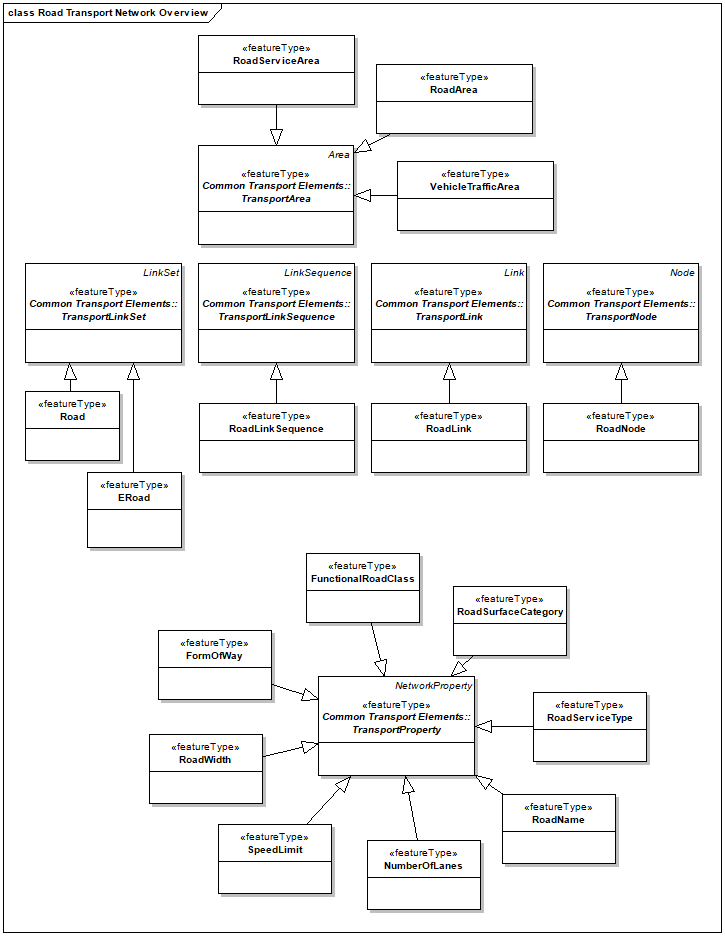 class Road Transport Network Overview
«featureType»
RoadServiceArea
«featureType»
RoadArea
Area
«featureType»
Common Transport Elements::
TransportArea
«featureType»
VehicleTrafficArea
LinkSet
«featureType»
Common Transport Elements::
TransportLinkSet
LinkSequence
«featureType»
Common Transport Elements::
TransportLinkSequence
Link
«featureType»
Common Transport Elements::
TransportLink
Node
«featureType»
Common Transport Elements::
TransportNode
«featureType»
Road
«featureType»
RoadLinkSequence
«featureType»
RoadLink
«featureType»
RoadNode
«featureType»
ERoad
«featureType»
FunctionalRoadClass
«featureType»
RoadSurfaceCategory
«featureType»
FormOfWay
NetworkProperty
«featureType»
Common Transport Elements::
TransportProperty
«featureType»
RoadServiceType
«featureType»
RoadWidth
«featureType»
RoadName
«featureType»
SpeedLimit
«featureType»
NumberOfLanes